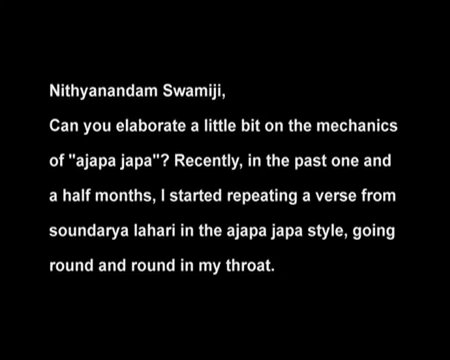 Nithyanandam Swamiji,
Can you elaborate a little bit on the mechanics
of "ajapa japa"? Recently, in the past one and
a half months, I started repeating a verse from
soundarya lahari in the ajapa japa style, going
round and round in my throat.